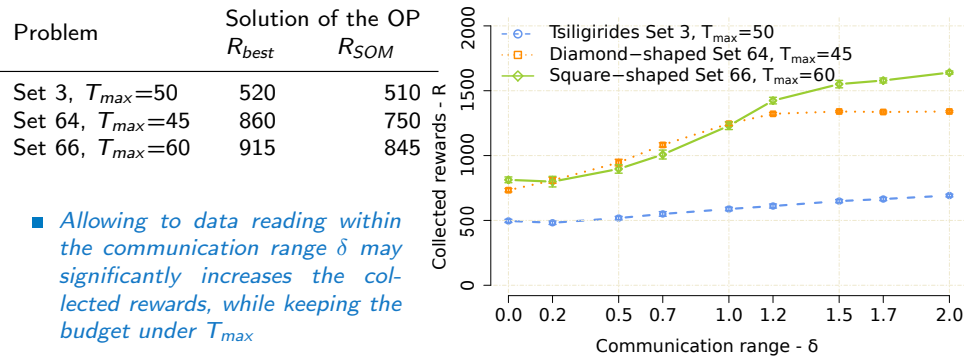 Problem Solution of the OP
R_best R_SOM
Set 3, T_max=50 520 510
Set 64, T_max=45 860 750
Set 66, T_max=60 915 845
Allowing to data reading within
the communication range δ may
significantly increases the col-
lected rewards, while keeping the
budget under T_max
Tsiligirides Set 3, T_max=50
Diamond−shaped Set 64, T_max=45
Square−shaped Set 66, T_max=60
Collected rewards - R
2000
1500
1000
500
0
0.0 0.2 0.5 0.7 1.0 1.2 1.5 1.7 2.0
Communication range - δ